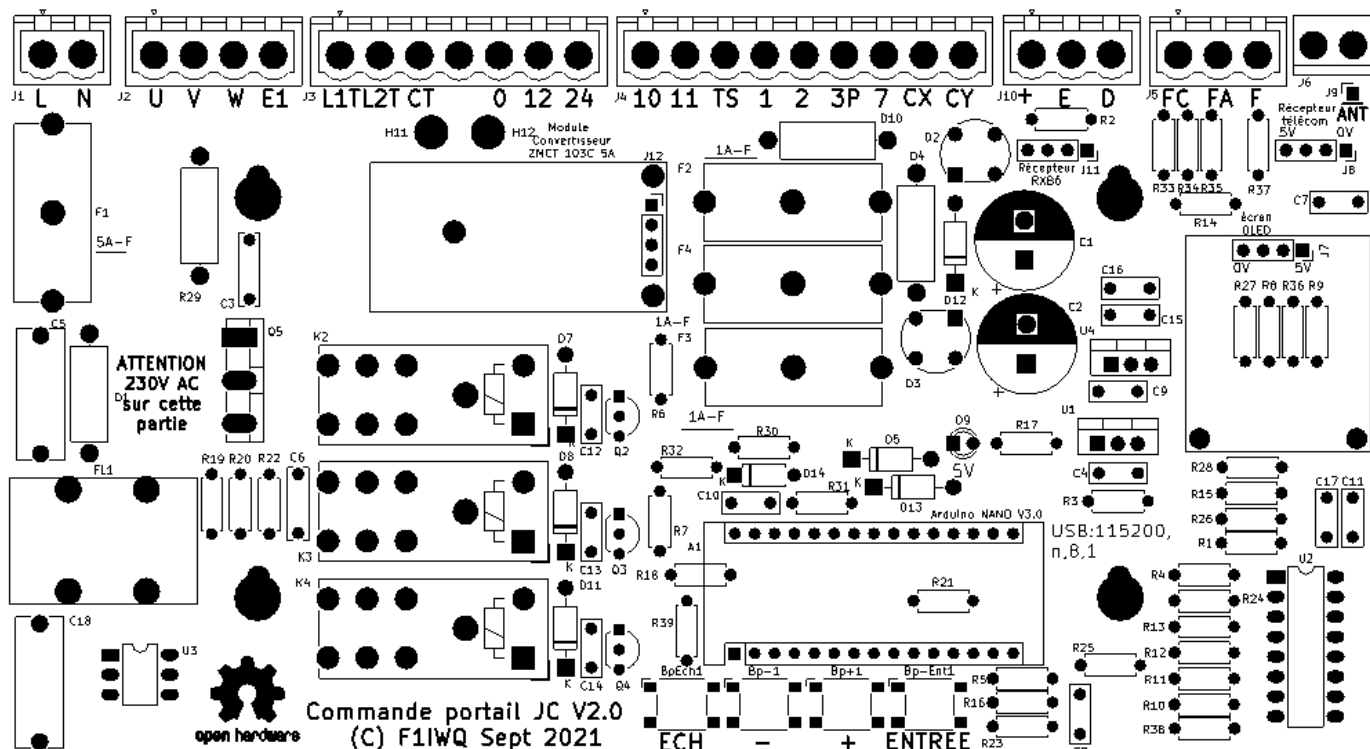 J1 L N
J2 U V W E1
J3 L1T L2T CT 0 12 24
J4 10 11 TS 1 2 3P 7 CX CY
J10 + E D
J5 FC FA F
J6
J9
ANT
H11
H12
Module
Convertisseur
ZMCT 103C 5A
J12
1A-F
D10
D2
R2
Récepteur
télécom
5V
0V
J8
Récepteur
RXB6
J11
F1
5A-F
R29
C3
F2
D4
C1
R33
R34
R35
R37
R14
C7
écran
OLED
0V
5V
J7
F4
D12
K
C16
C15
R27
R8
R36
R9
C5
D1
Q5
ATTENTION
230V AC
sur cette
partie
K2
D7
1A-F
F3
R6
D3
C2
U4
+
+
C9
1A-F
K
C12
Q2
D9
5V
R17
U1
C4
R3
FL1
R19
R20
R22
C6
K3
D8
K
C13
Q3
R32
R30
K
D14
C10
R31
K
D5
K
D13
R7
A1
Arduino NANO V3.0
USB:115200,
n,8,1
R28
R15
R26
R1
C17
C11
U2
K4
D11
K
C14
Q4
R18
R21
R39
R4
R24
R13
R12
R11
R10
R38
R25
C18
U3
open hardware
BpEch1
Bp-1
Bp+1
Bp-Ent1
R5
R16
R23
Commande portail JC V2.0
(C) F1IWQ Sept 2021
ECH - + ENTREE